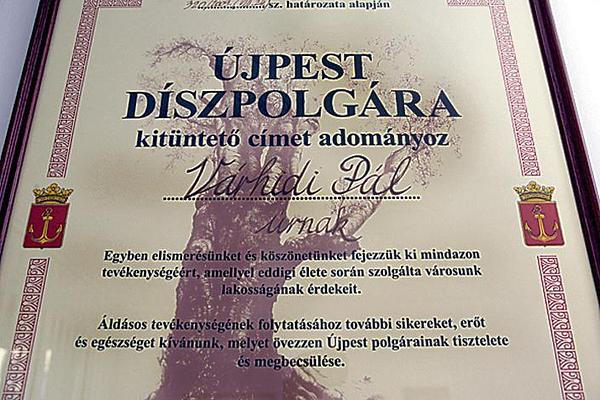 sz. határozata alapján
ÚJPEST
DÍSZPOLGÁRA
kitüntető címet adományoz
Várhidi Pál
úrnak
Egyben elismerésünket és köszönetünket fejezzük ki mindazon
tevékenységéért, amellyel eddigi élete során szolgálta városunk
lakosságának érdekeit.
Áldásos tevékenységének folytatásához további sikereket, erőt
és egészséget kívánunk, melyet övezzen Újpest polgárainak tisztelete
és megbecsülése.